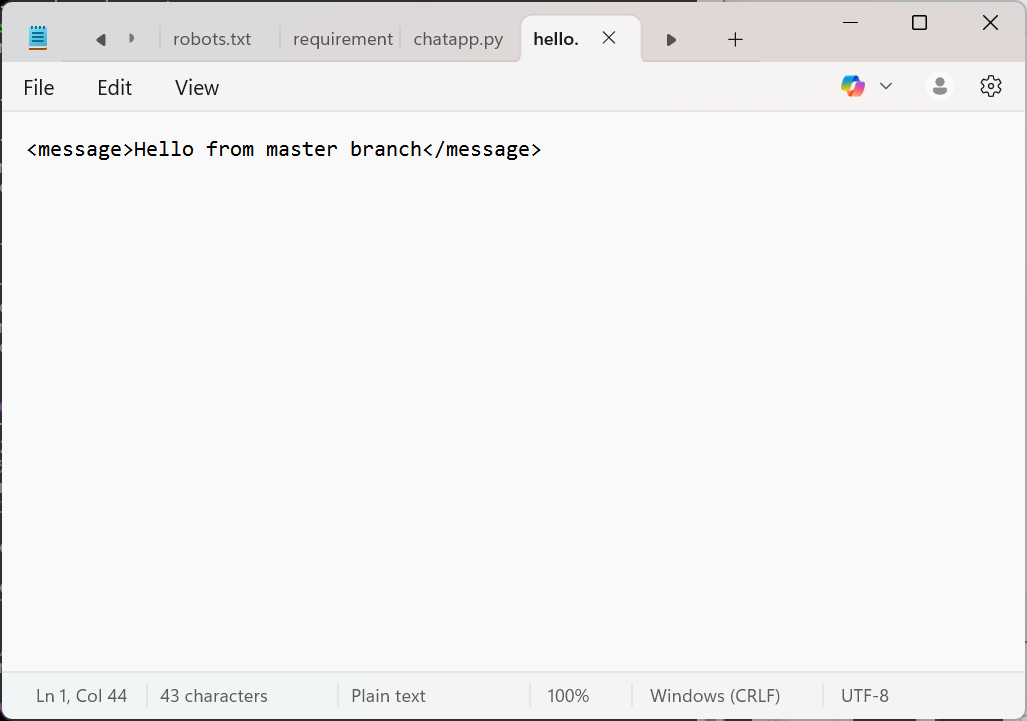 robots.txt requirement chatapp.py hello.
File Edit View
<message>Hello from master branch</message>
Ln 1, Col 44 43 characters Plain text 100% Windows (CRLF) UTF-8